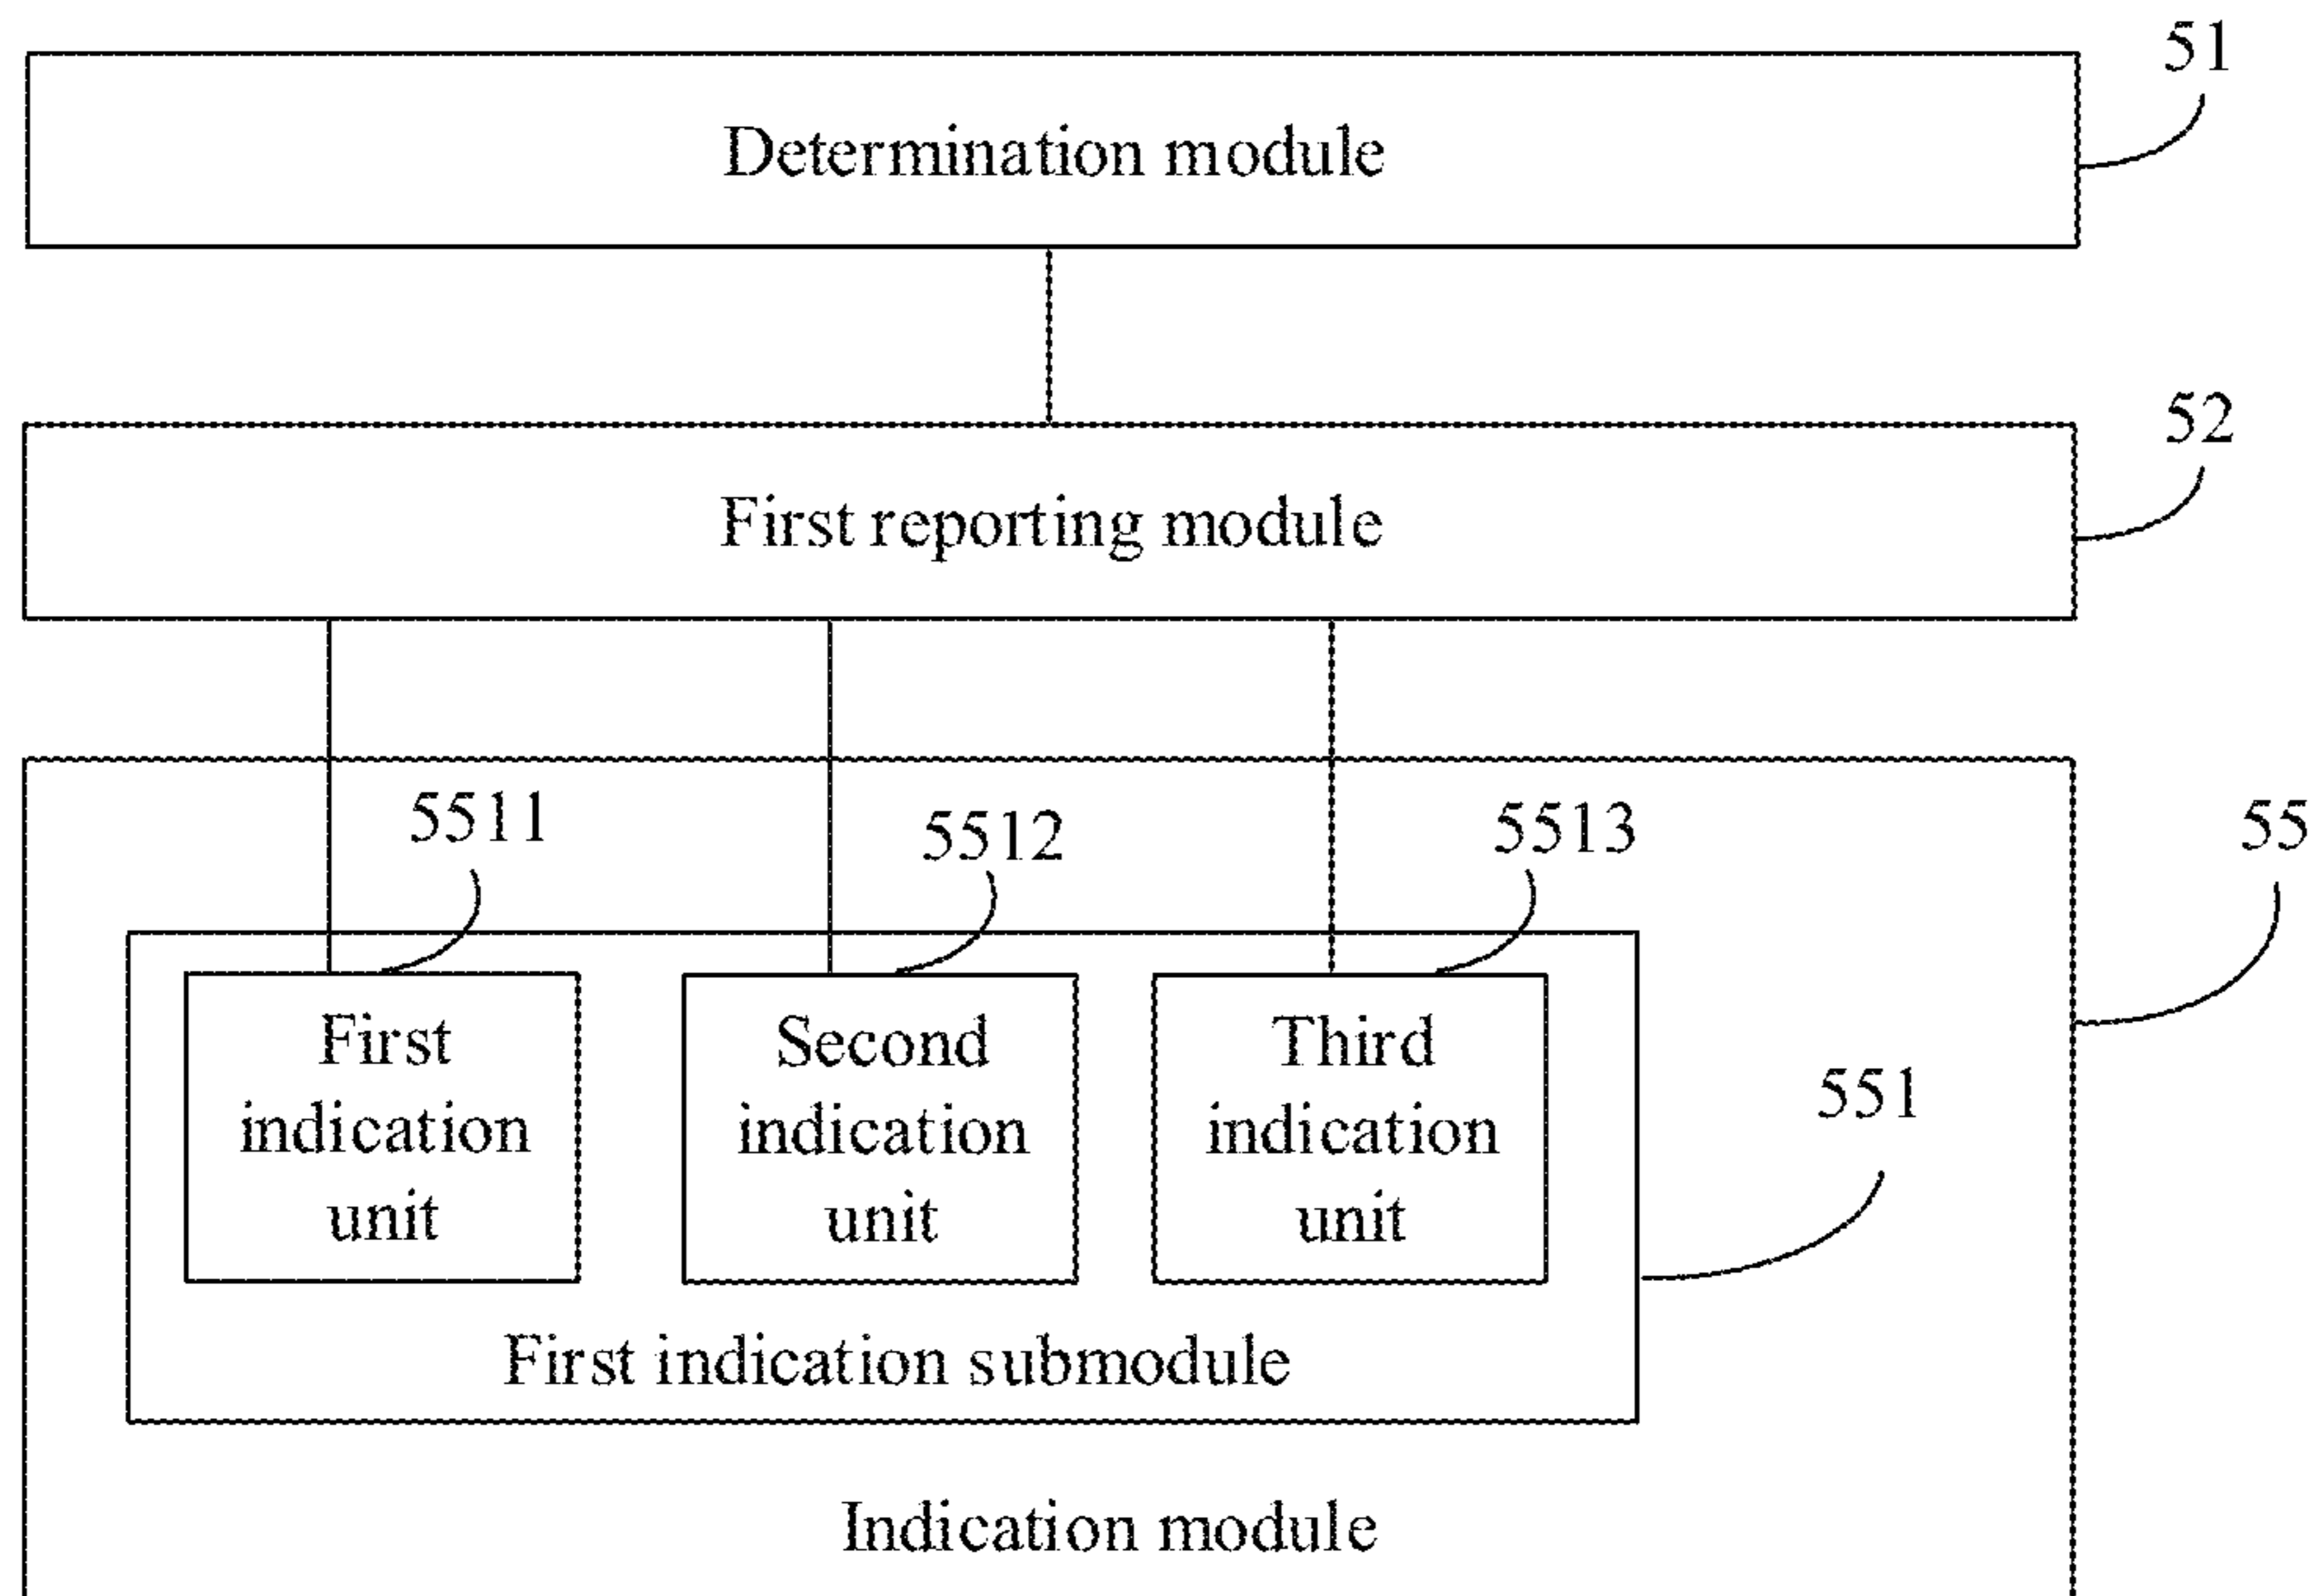 51
Determination module
52
First reporting module
5511
5512
5513
55
First
indication
unit
Second
indication
unit
Third
indication
unit
551
First indication submodule
Indication module